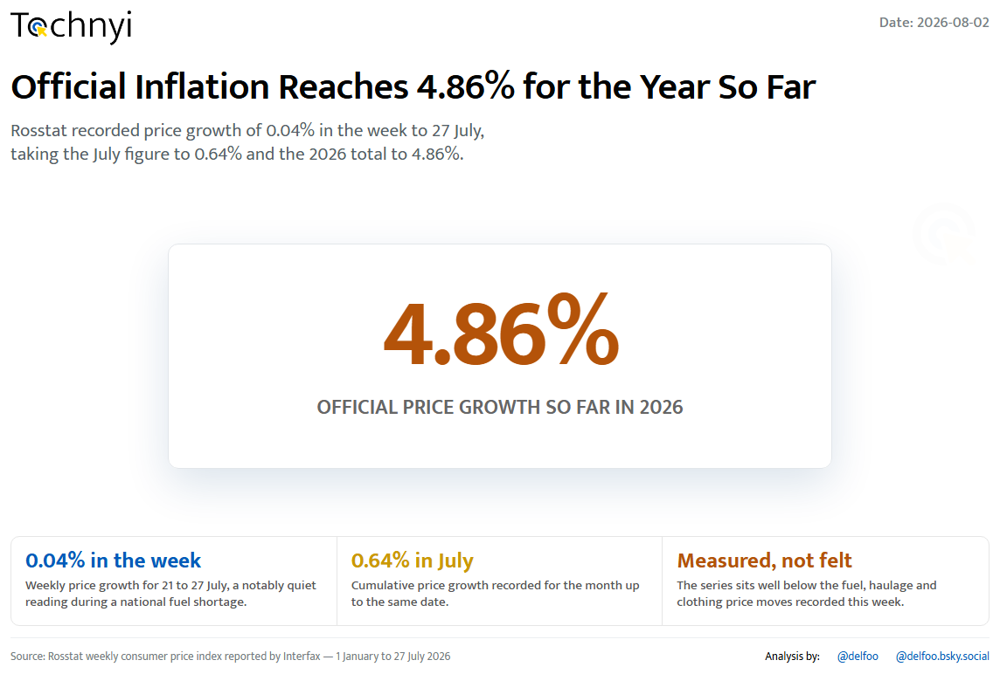 Technyi
Date: 2026-08-02
Official Inflation Reaches 4.86% for the Year So Far
Rosstat recorded price growth of 0.04% in the week to 27 July,
taking the July figure to 0.64% and the 2026 total to 4.86%.
4.86%
OFFICIAL PRICE GROWTH SO FAR IN 2026
0.04% in the week
Weekly price growth for 21 to 27 July, a notably quiet
reading during a national fuel shortage.
0.64% in July
Cumulative price growth recorded for the month up
to the same date.
Measured, not felt
The series sits well below the fuel, haulage and
clothing price moves recorded this week.
Source: Rosstat weekly consumer price index reported by Interfax — 1 January to 27 July 2026
Analysis by: @delfoo @delfoo.bsky.social